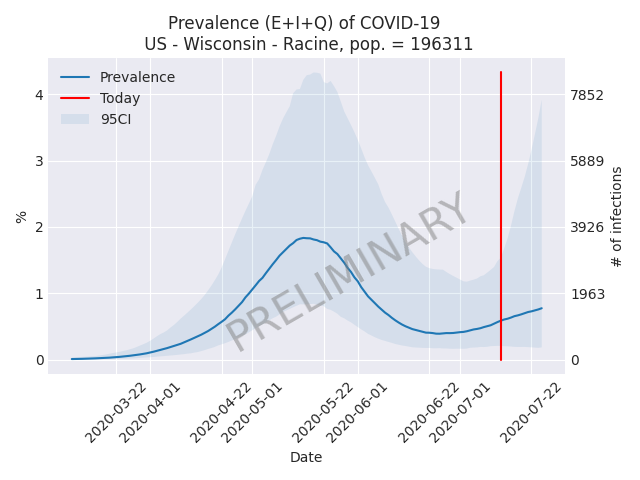 Prevalence (E+I+Q) of COVID-19
US - Wisconsin - Racine, pop. = 196311
Prevalence
Today
95CI
4
3
2
1
0
%
7852
5889
3926
1963
0
# of infections
PRELIMINARY
2020-03-22
2020-04-01
2020-04-22
2020-05-01
2020-05-22
2020-06-01
2020-06-22
2020-07-01
2020-07-22
Date